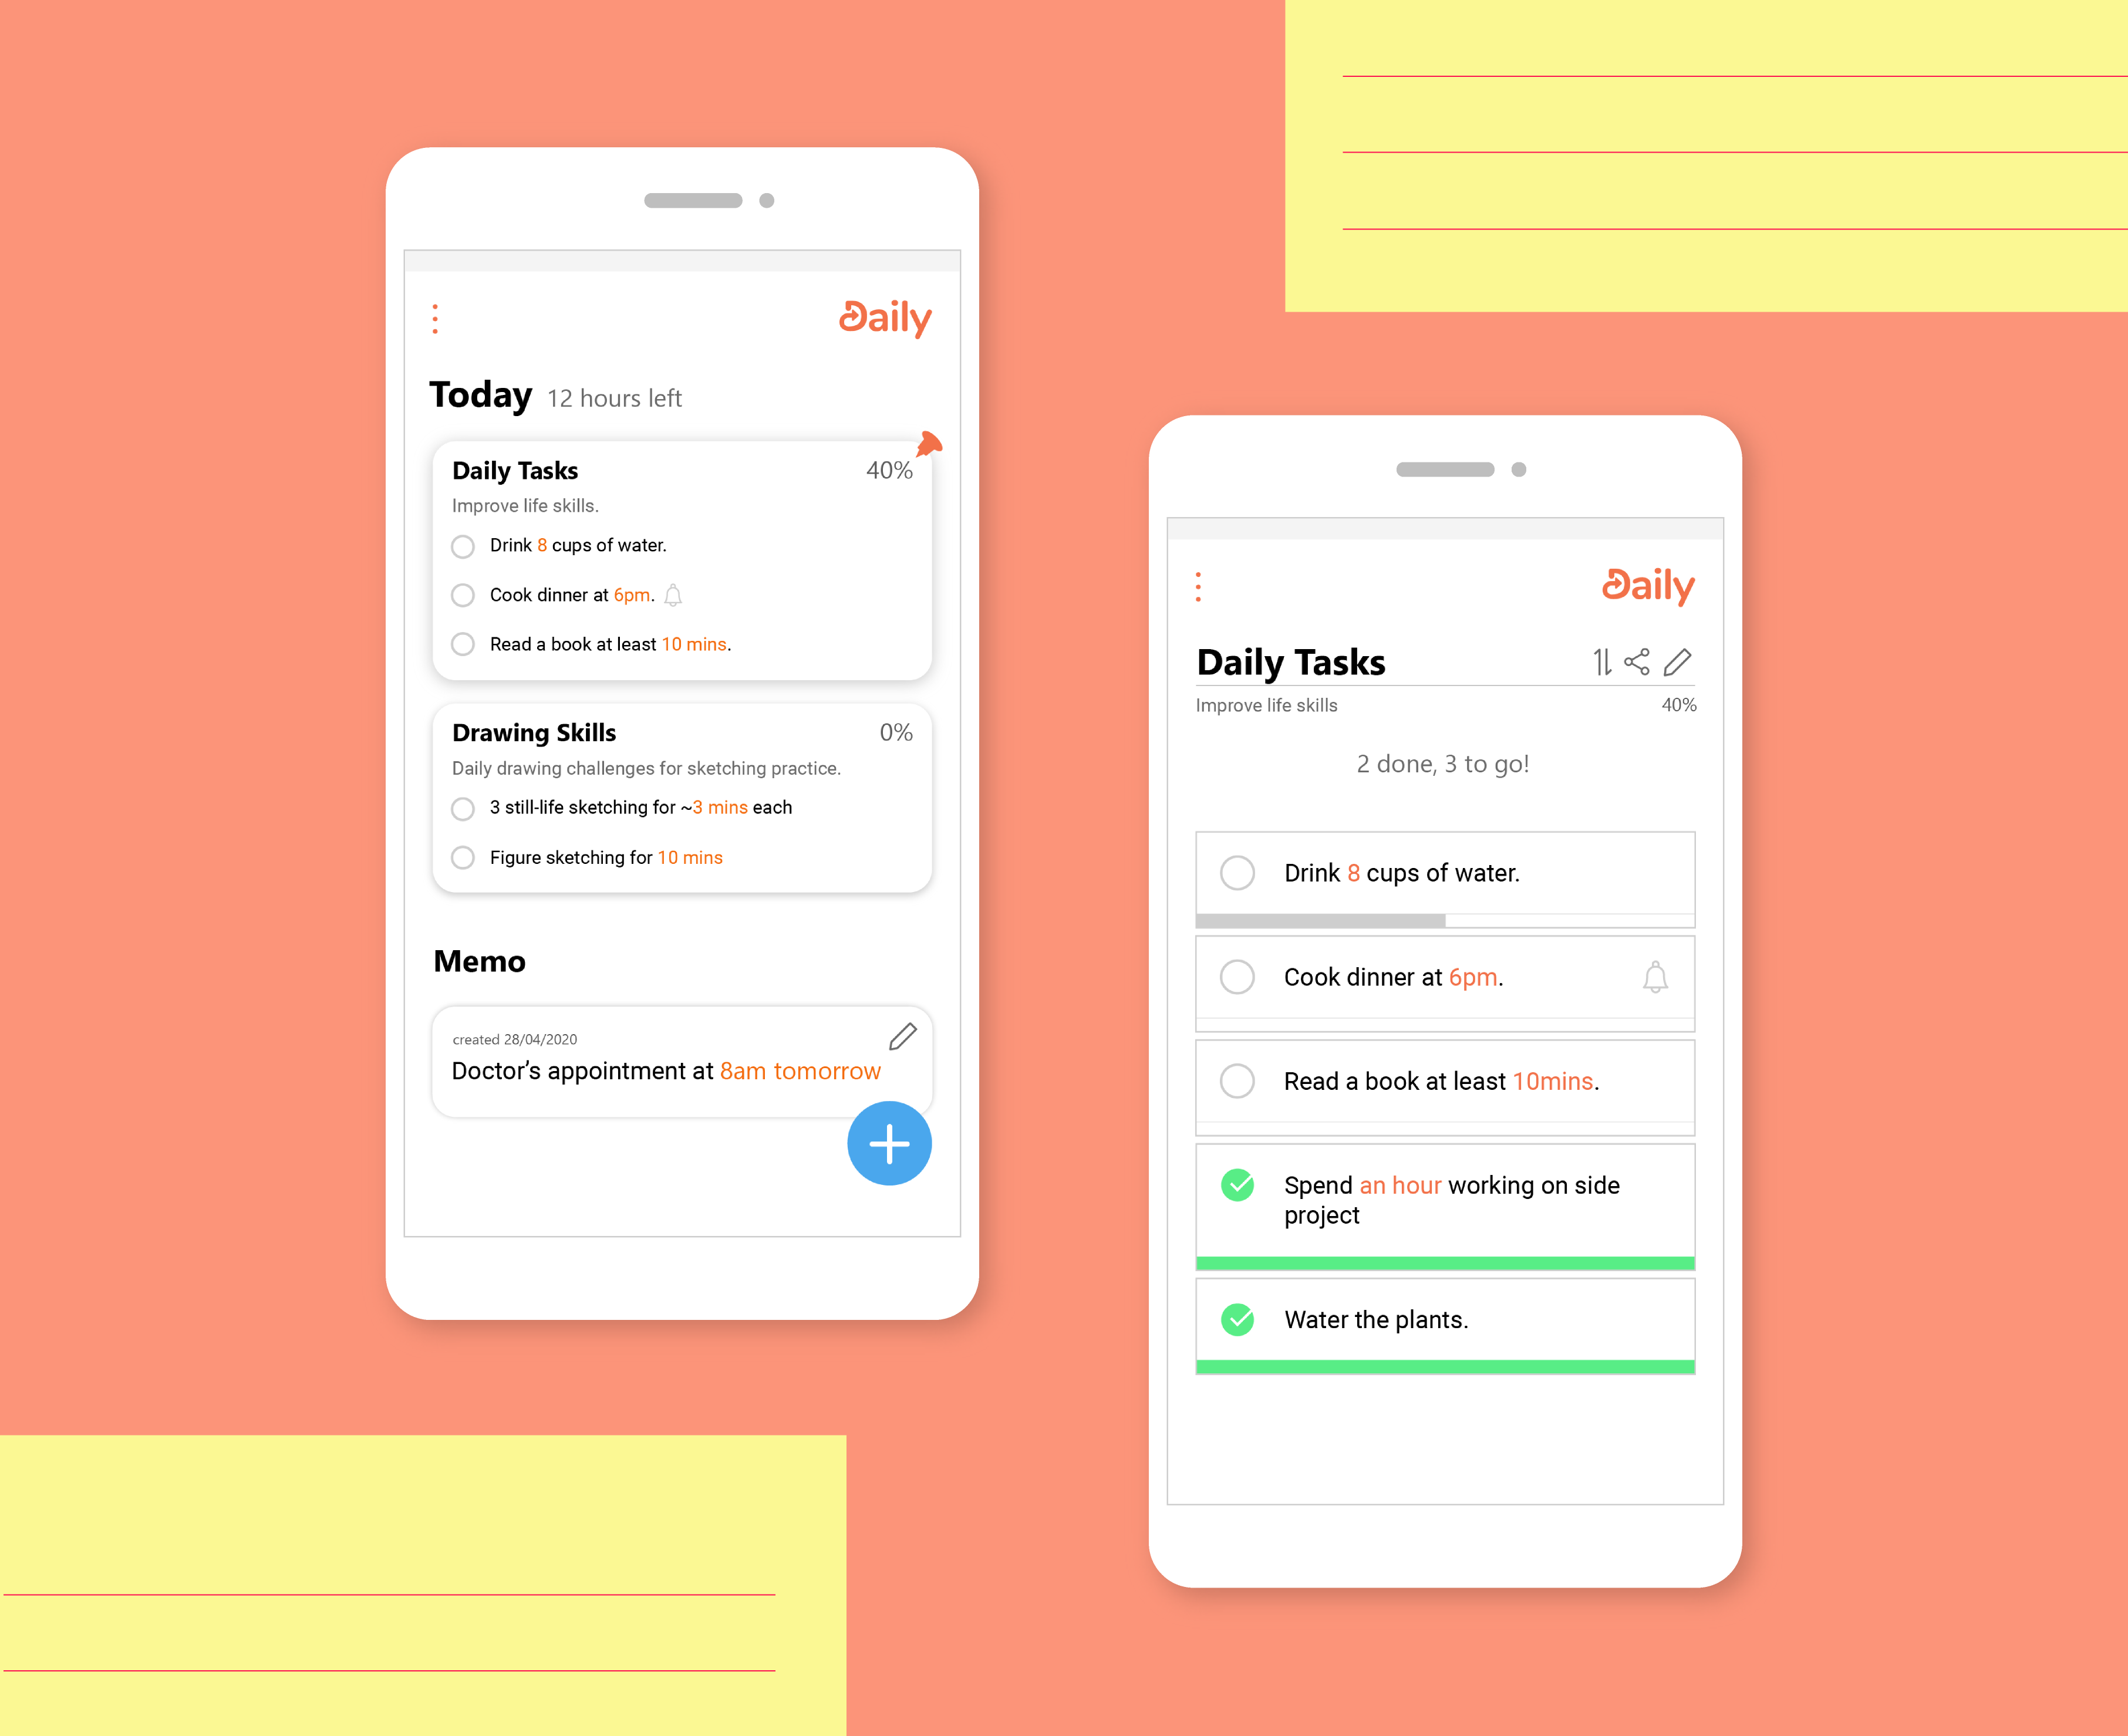 Daily
Today 12 hours left
Daily Tasks 40%
Improve life skills.
Drink 8 cups of water.
Cook dinner at 6pm.
Read a book at least 10 mins.
Drawing Skills 0%
Daily drawing challenges for sketching practice.
3 still-life sketching for ~3 mins each
Figure sketching for 10 mins
Memo
created 28/04/2020
Doctor’s appointment at 8am tomorrow
Daily
Daily Tasks
Improve life skills 40%
2 done, 3 to go!
Drink 8 cups of water.
Cook dinner at 6pm.
Read a book at least 10mins.
Spend an hour working on side
project
Water the plants.